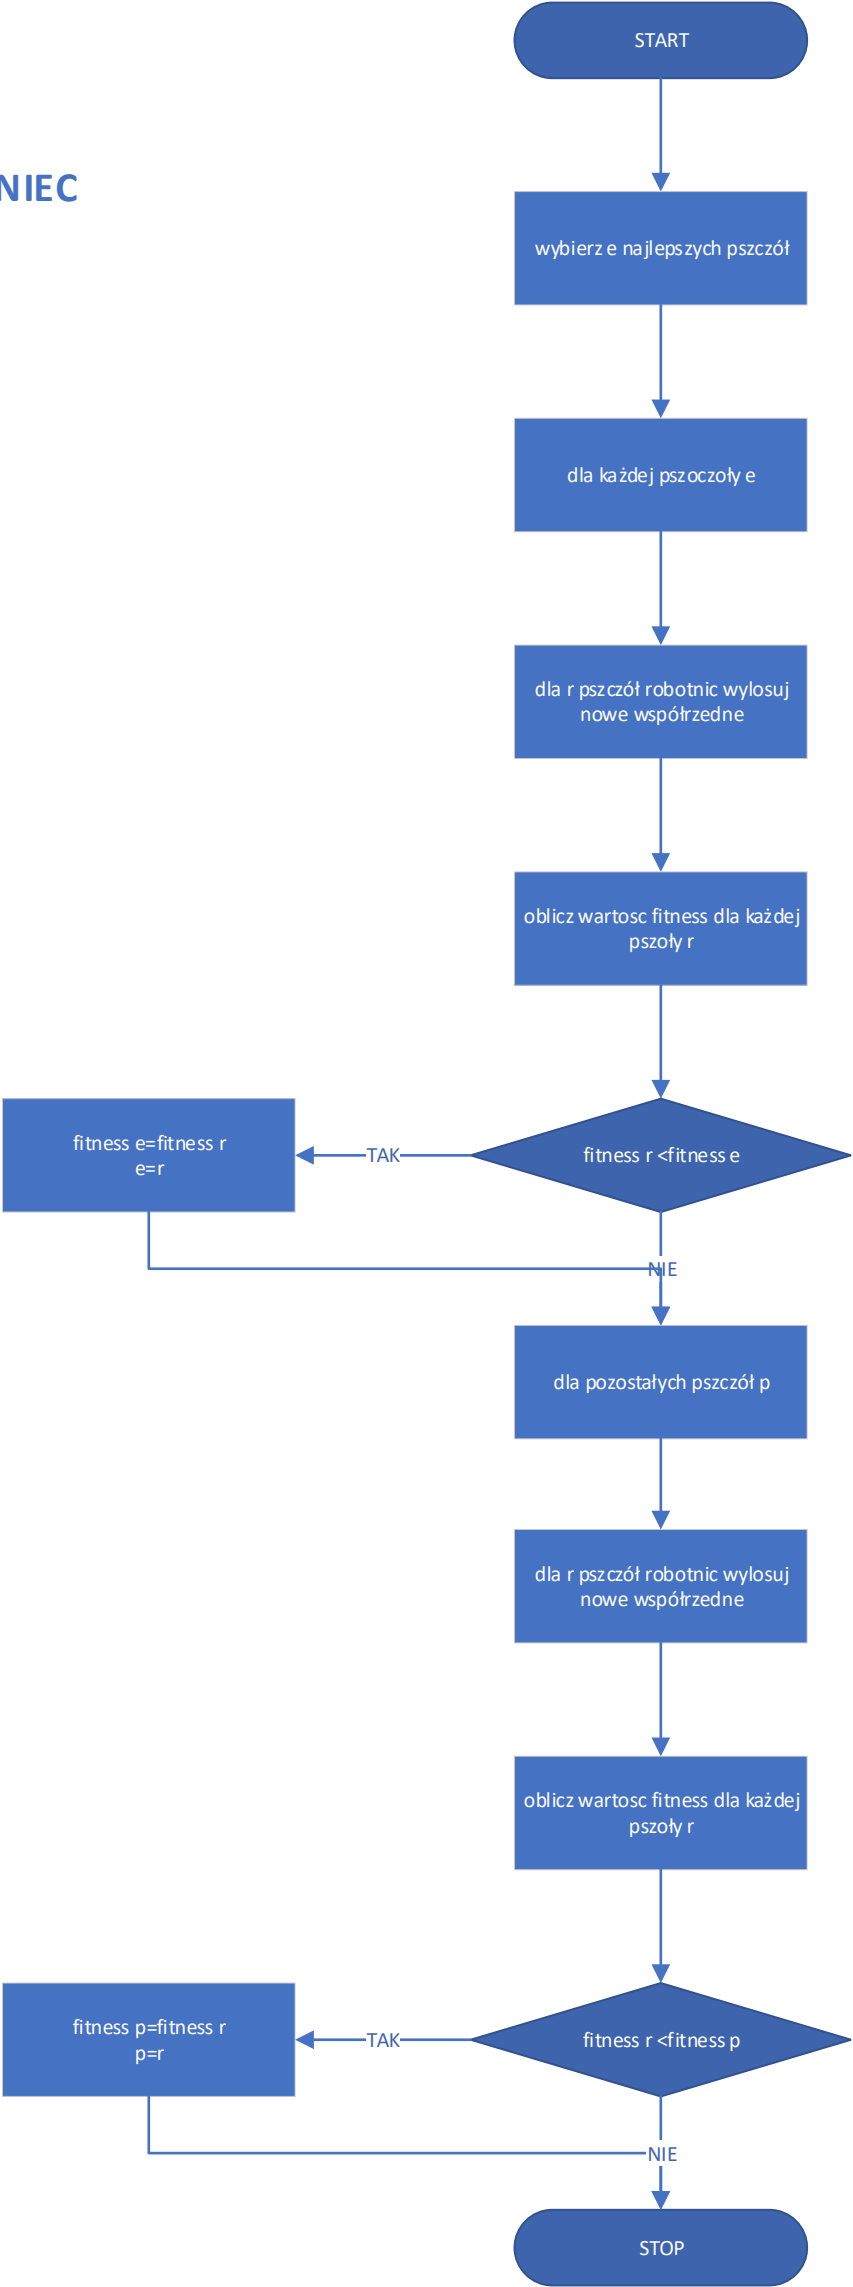 START
NIEC
wybierz e najlepszych pszczół
dla każdej pszoczoły e
dla r pszczół robotnic wylosuj
nowe współrzedne
oblicz wartosc fitness dla każdej
pszoły r
fitness e=fitness r
e=r
TAK
fitness r <fitness e
NIE
dla pozostałych pszczół p
dla r pszczół robotnic wylosuj
nowe współrzedne
oblicz wartosc fitness dla każdej
pszoły r
fitness p=fitness r
p=r
TAK
fitness r <fitness p
NIE
STOP